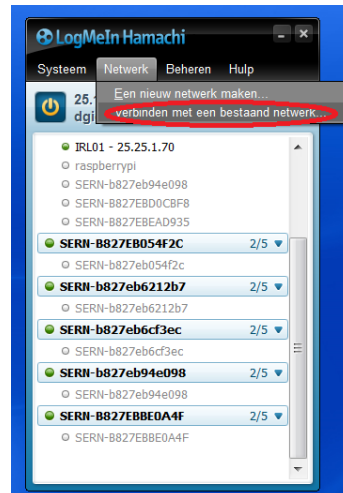 LogMeIn Hamachi
Systeem Netwerk Beheren Hulp
Een nieuw netwerk maken...
Verbinden met een bestaand netwerk...
25.
dgi
IRL01 - 25.25.1.70
raspberrypi
SERN-b827eb94e098
SERN-B827EBD0CBF8
SERN-B827EBEAD935
SERN-B827EB054F2C 2/5
SERN-b827eb054f2c
SERN-b827eb6212b7 2/5
SERN-b827eb6212b7
SERN-b827eb6cf3ec 2/5
SERN-b827eb6cf3ec
SERN-b827eb94e098 2/5
SERN-b827eb94e098
SERN-B827EBBE0A4F 2/5
SERN-B827EBBE0A4F